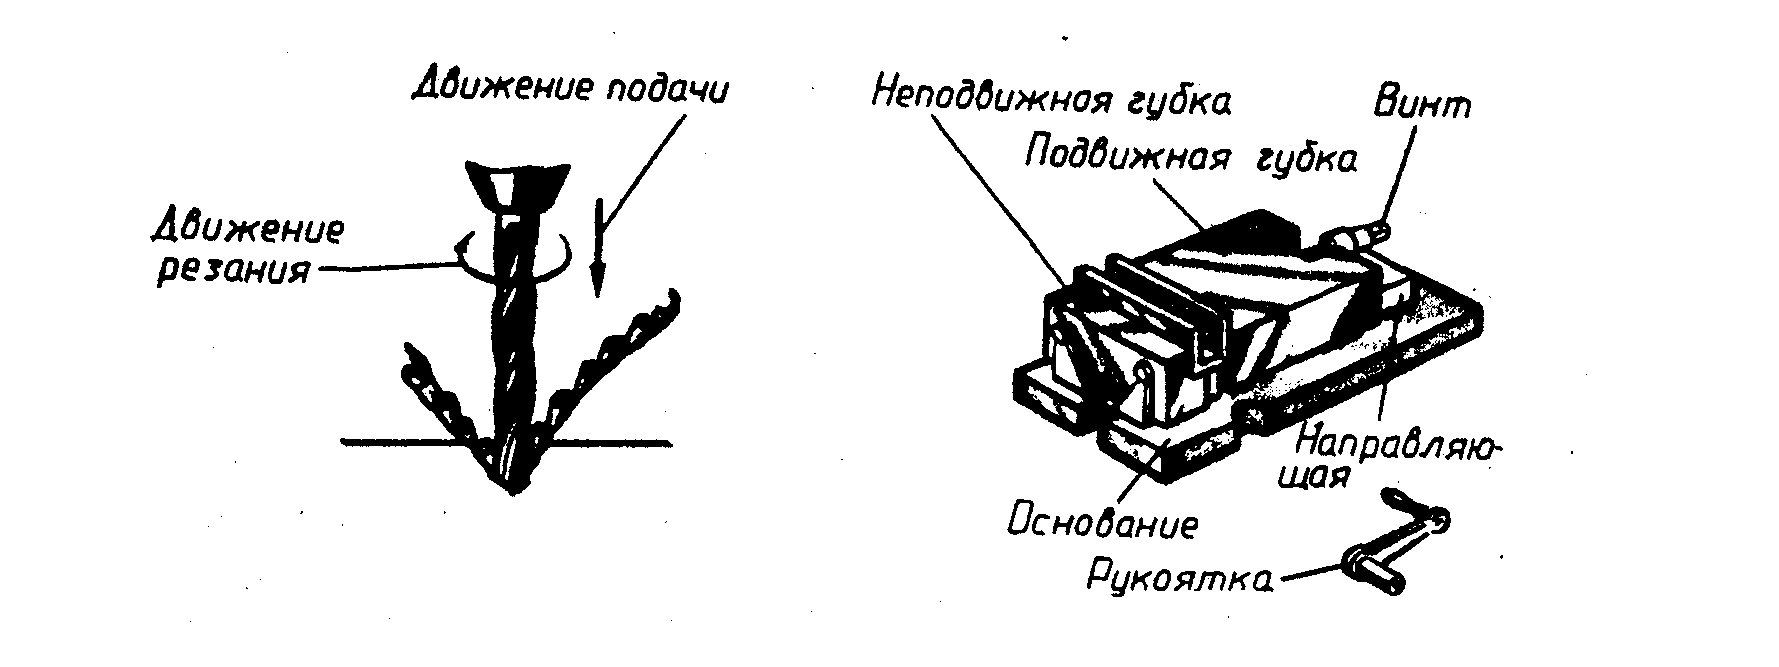 Движение подачи
Движение
резания
Неподвижная губка
Подвижная губка
Винт
Направляю-
щая
Основание
Рукоятка